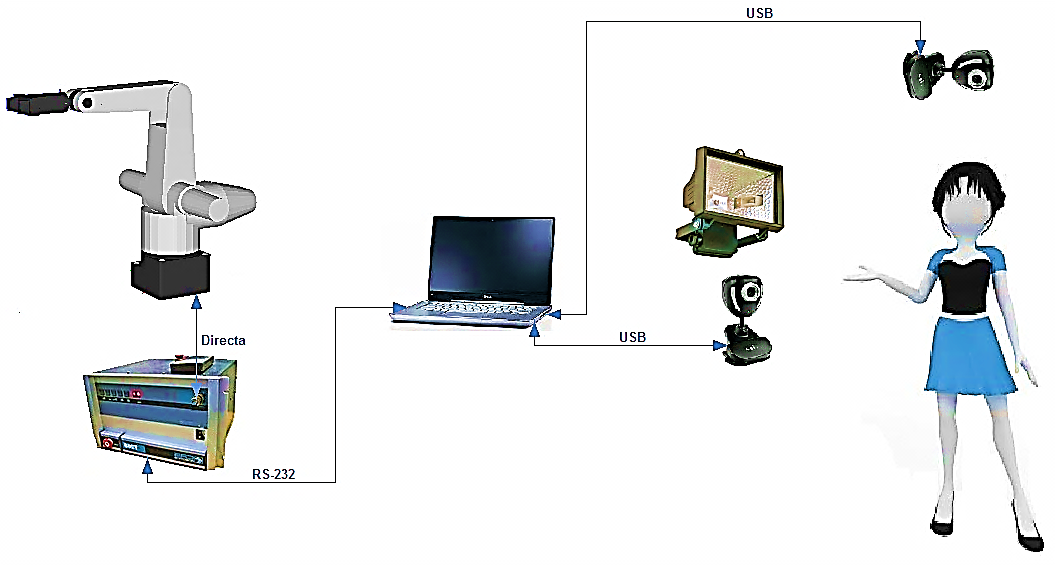 USB
Directa
USB
RS-232